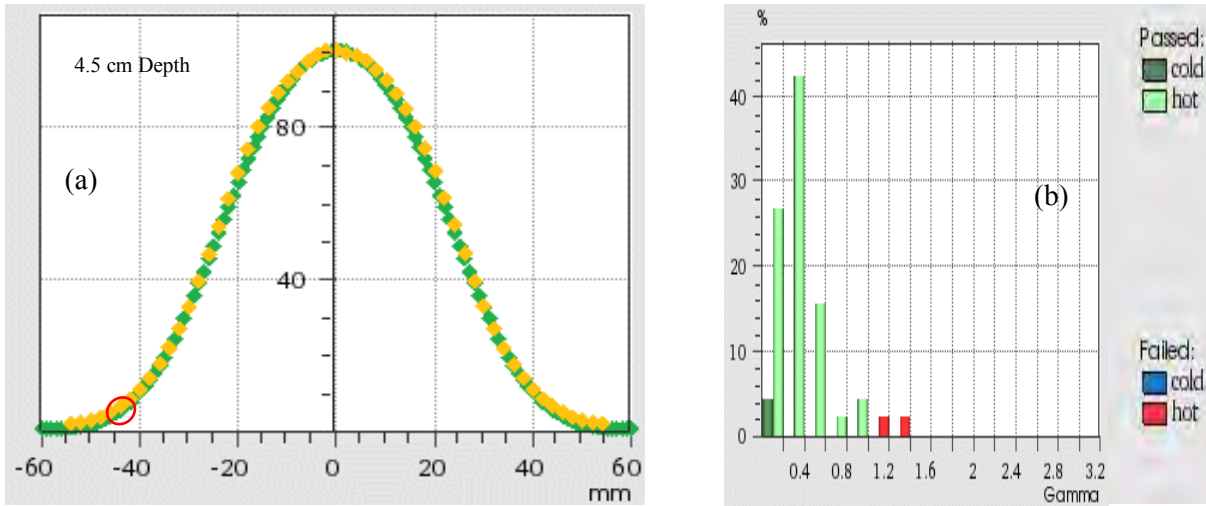 4.5 cm Depth
(a)
80
40
-60 -40 -20 0 20 40 60
mm
%
40
30
20
10
0
(b)
0.4 0.8 1.2 1.6 2 2.4 2.8 3.2
Gamma
Passed:
cold
hot
Failed:
cold
hot